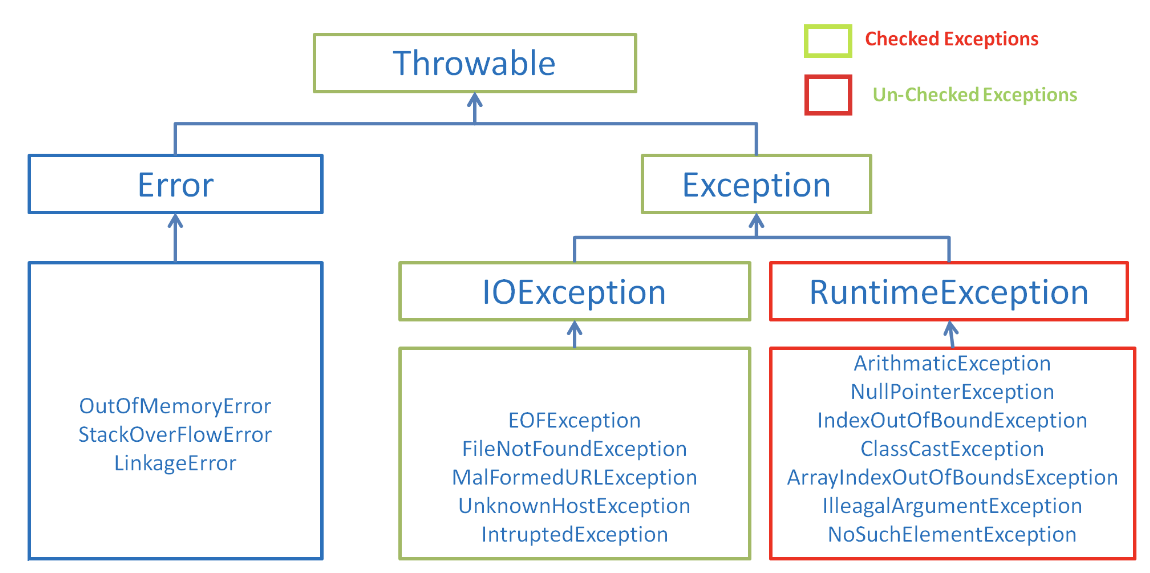 Throwable
Checked Exceptions
Un-Checked Exceptions
Error
Exception
IOException
RuntimeException
OutOfMemoryError
StackOverFlowError
LinkageError
EOFException
FileNotFoundException
MalFormedURLException
UnknownHostException
IntruptedException
ArithmaticException
NullPointerException
IndexOutOfBoundException
ClassCastException
ArrayIndexOutOfBoundsException
IlleagalArgumentException
NoSuchElementException